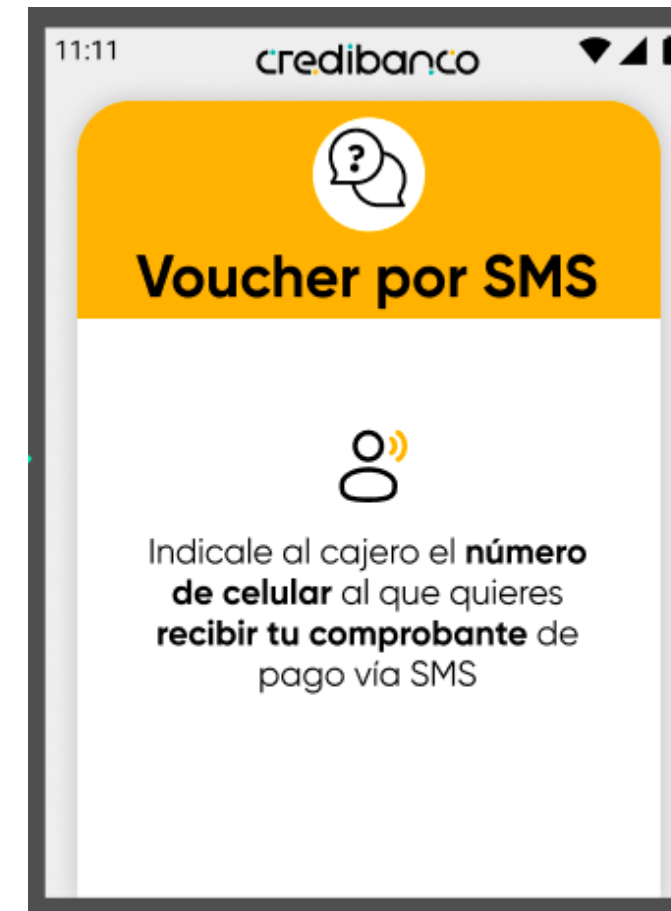 11:11
credibanco
?
Voucher por SMS
Indicale al cajero el número
de celular al que quieres
recibir tu comprobante de
pago vía SMS